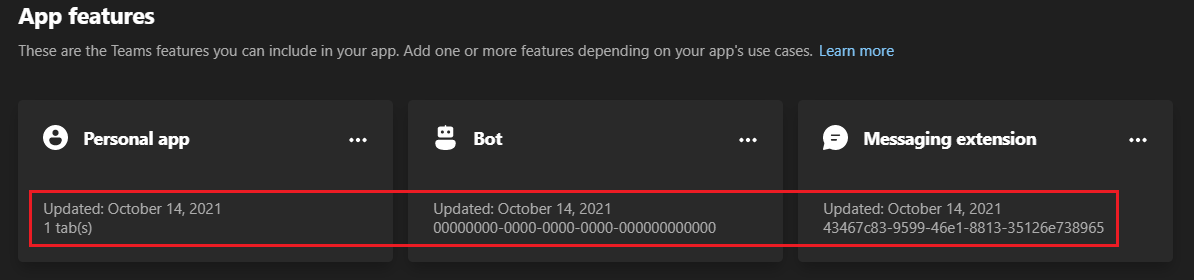 App features
These are the Teams features you can include in your app. Add one or more features depending on your app's use cases. Learn more
Personal app
Updated: October 14, 2021
1 tab(s)
Bot
Updated: October 14, 2021
00000000-0000-0000-0000-000000000000
Messaging extension
Updated: October 14, 2021
43467c83-9599-46e1-8813-35126e738965